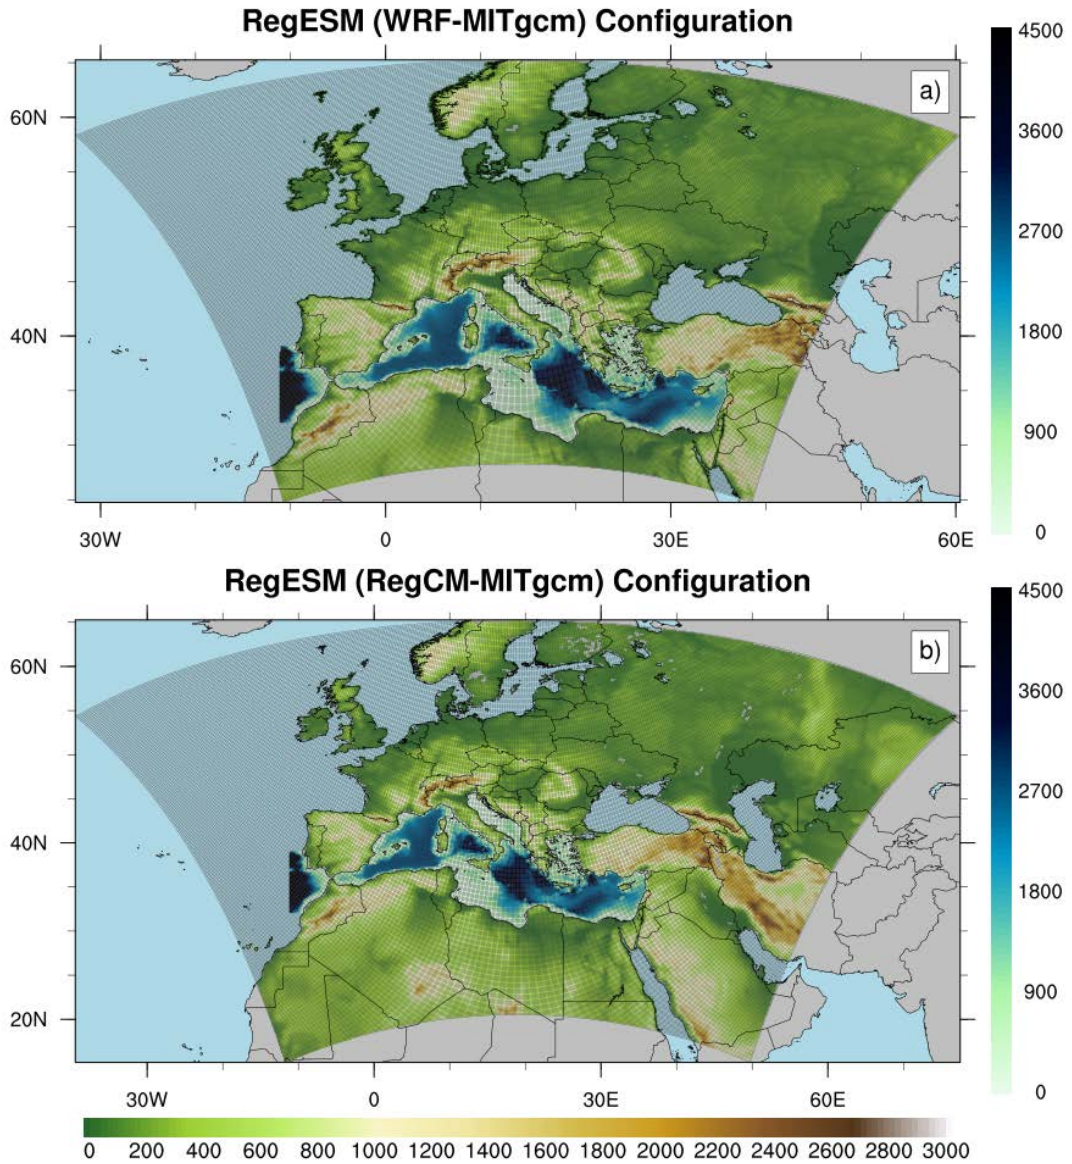 RegESM (WRF-MITgcm) Configuration
a)
60N
40N
30W 0 30E 60E
4500
3600
2700
1800
900
0
RegESM (RegCM-MITgcm) Configuration
b)
60N
40N
20N
30W 0 30E 60E
4500
3600
2700
1800
900
0
0 200 400 600 800 1000 1200 1400 1600 1800 2000 2200 2400 2600 2800 3000